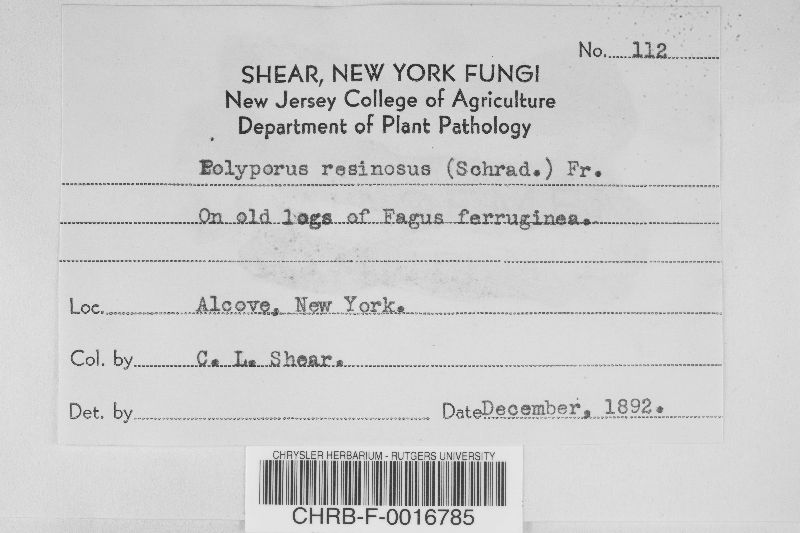 No. 112
SHEAR, NEW YORK FUNGI
New Jersey College of Agriculture
Department of Plant Pathology
Polyporus resinosus (Schrad.) Fr.
On old logs of Fagus ferruginea.
Loc. Alcove, New York.
Col. by C. L. Shear.
Det. by Date December, 1892.
CHRYSLER HERBARIUM - RUTGERS UNIVERSITY
CHRB-F-0016785